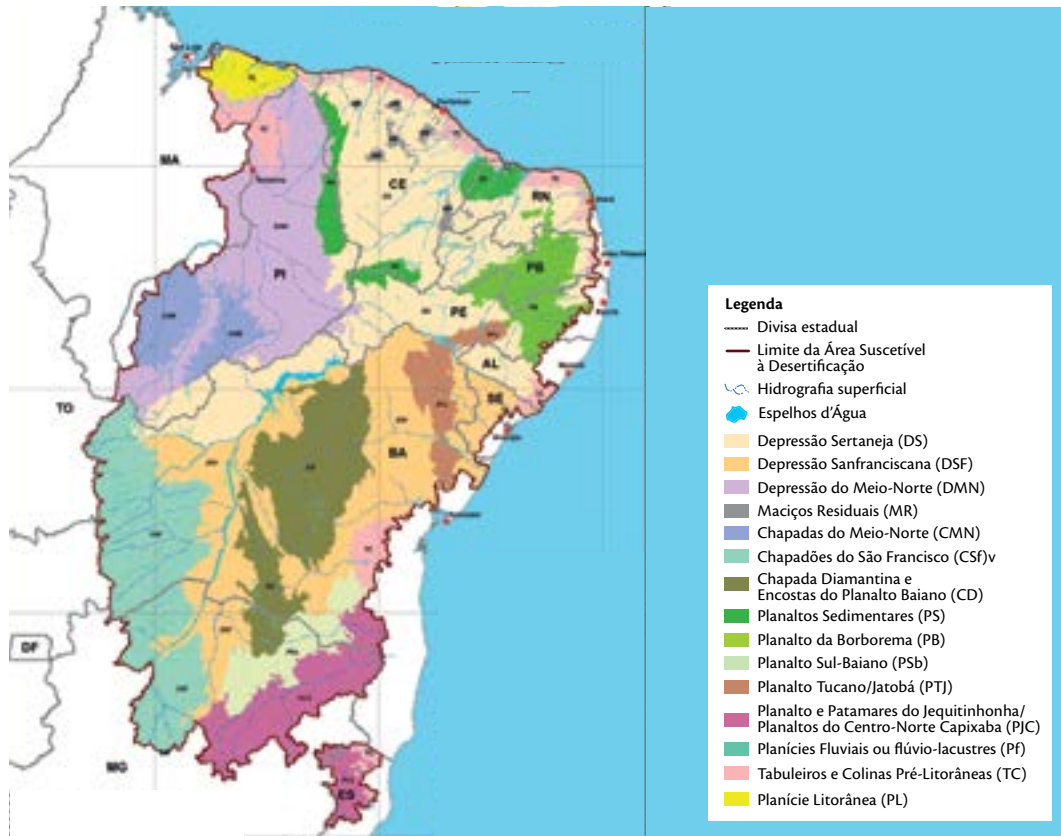 MA
CE
RN
PI
PB
PE
AL
SE
TO
BA
DF
MG
ES
Legenda
Divisa estadual
Limite da Área Suscetível
à Desertificação
Hidrografia superficial
Espelhos d'Água
Depressão Sertaneja (DS)
Depressão Sanfranciscana (DSF)
Depressão do Meio-Norte (DMN)
Maciços Residuais (MR)
Chapadas do Meio-Norte (CMN)
Chapadões do São Francisco (CSf)v
Chapada Diamantina e
Encostas do Planalto Baiano (CD)
Planaltos Sedimentares (PS)
Planalto da Borborema (PB)
Planalto Sul-Baiano (PSb)
Planalto Tucano/Jatobá (PTJ)
Planalto e Patamares do Jequitinhonha/
Planaltos do Centro-Norte Capixaba (PJC)
Planícies Fluviais ou flúvio-lacustres (Pf)
Tabuleiros e Colinas Pré-Litorâneas (TC)
Planície Litorânea (PL)